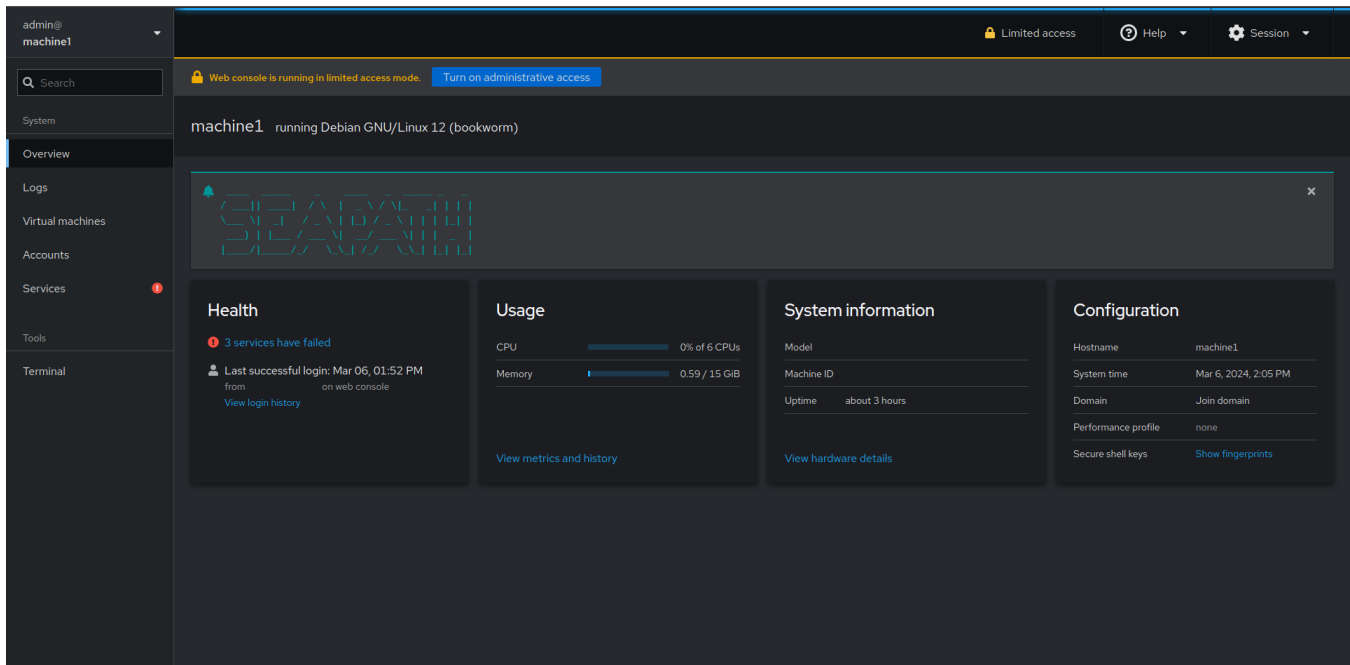 admin@
machine1
Limited access
Help
Session
Search
Web console is running in limited access mode. Turn on administrative access
System
machine1 running Debian GNU/Linux 12 (bookworm)
Overview
Logs
Virtual machines
Accounts
Services
Tools
Terminal
SEAPATH
Health
3 services have failed
Last successful login: Mar 06, 01:52 PM
from on web console
View login history
Usage
CPU 0% of 6 CPUs
Memory 0.59 / 15 GiB
View metrics and history
System information
Model
Machine ID
Uptime about 3 hours
View hardware details
Configuration
Hostname machine1
System time Mar 6, 2024, 2:05 PM
Domain Join domain
Performance profile none
Secure shell keys Show fingerprints